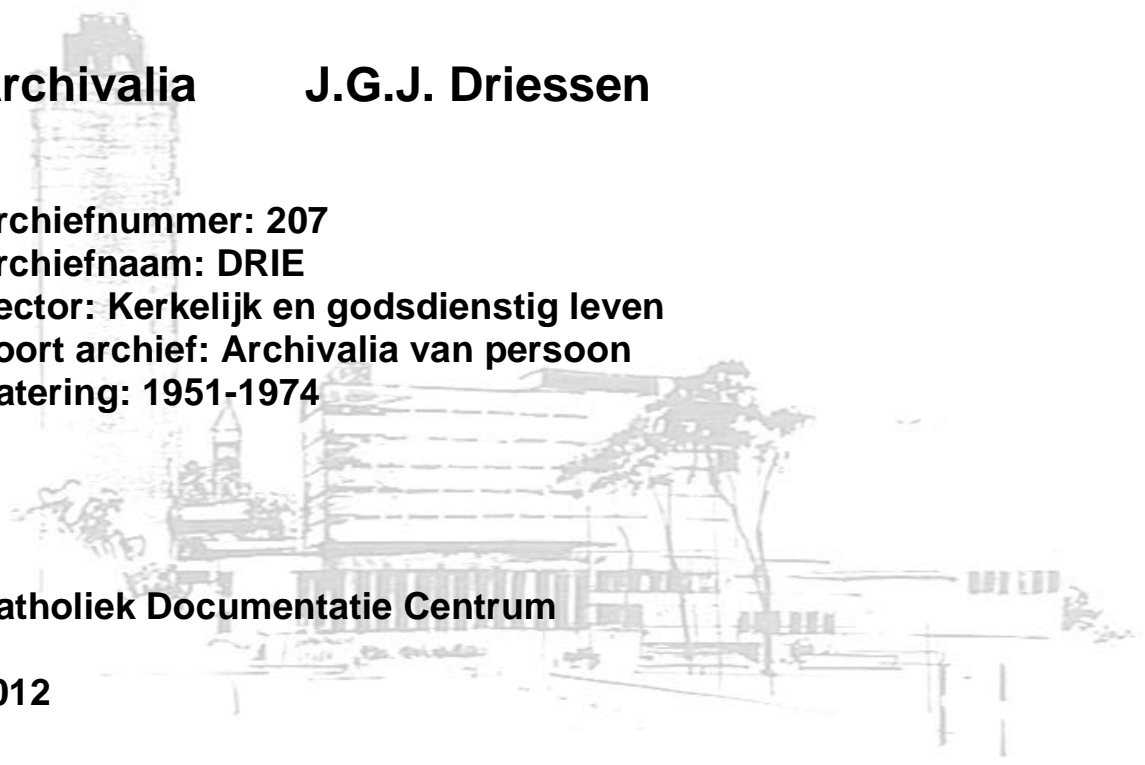 rchivalia J.G.J. Driessen
rchiefnummer: 207
rchiefnaam: DRIE
ector: Kerkelijk en godsdienstig leven
oort archief: Archivalia van persoon
atering: 1951-1974
atholiek Documentatie Centrum
012